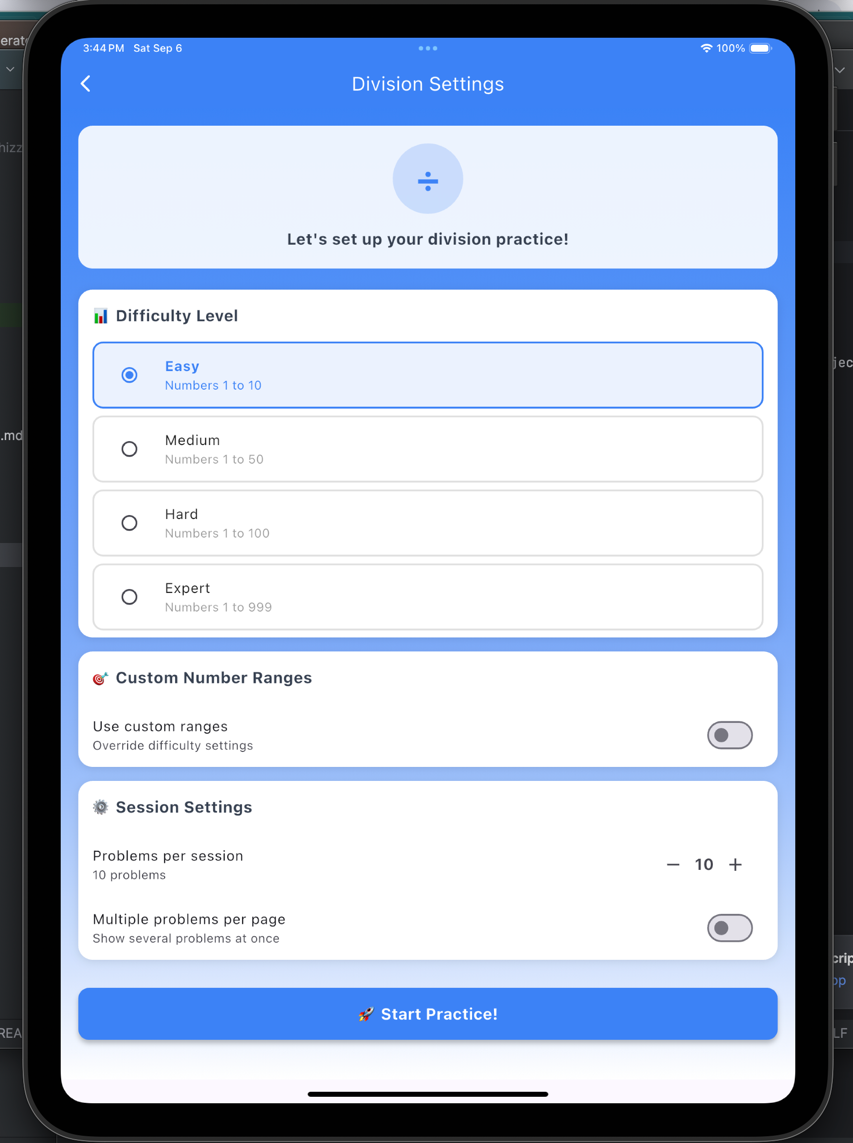 3:44 PM Sat Sep 6
100%
Division Settings
÷
Let's set up your division practice!
📊 Difficulty Level
Easy
Numbers 1 to 10
Medium
Numbers 1 to 50
Hard
Numbers 1 to 100
Expert
Numbers 1 to 999
🎯 Custom Number Ranges
Use custom ranges
Override difficulty settings
⚙️ Session Settings
Problems per session
10 problems
− 10 +
Multiple problems per page
Show several problems at once
🚀 Start Practice!
.md
LF